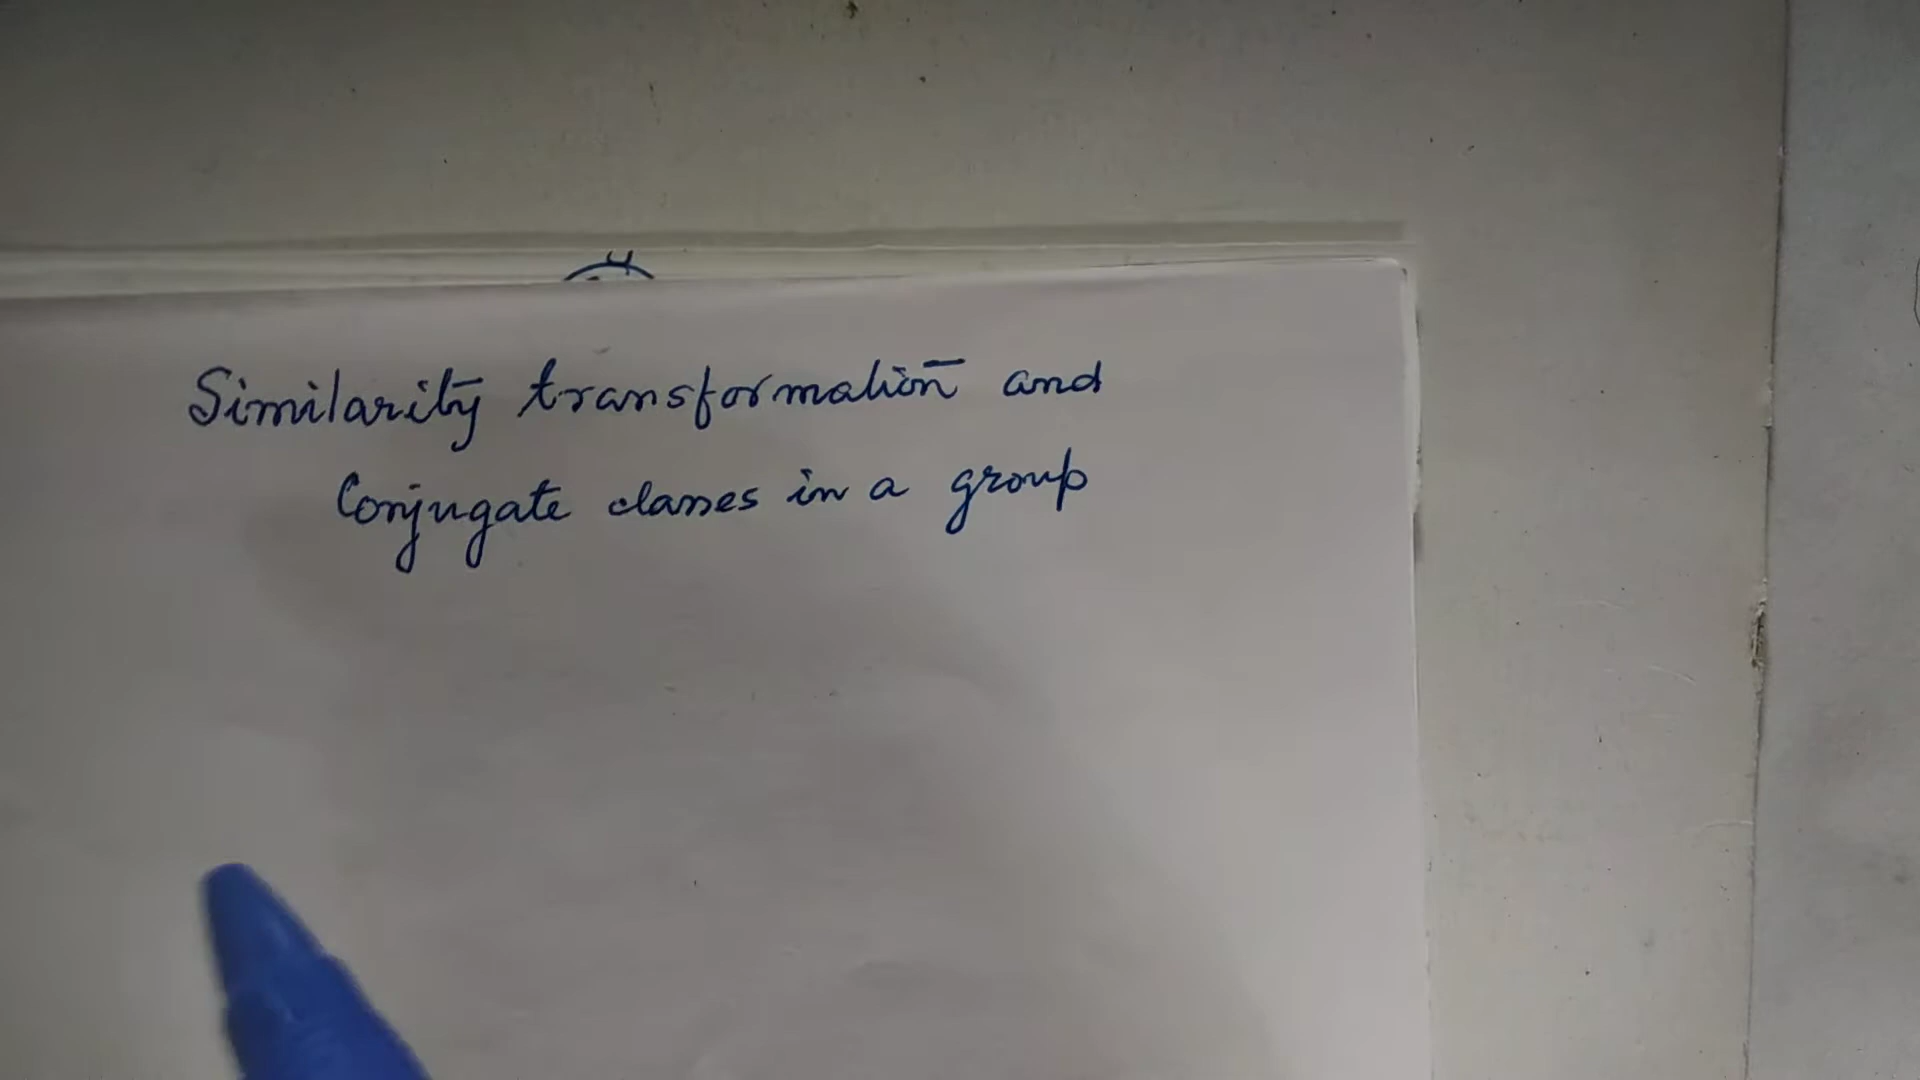 Similarity transformation and
Conjugate classes in a group